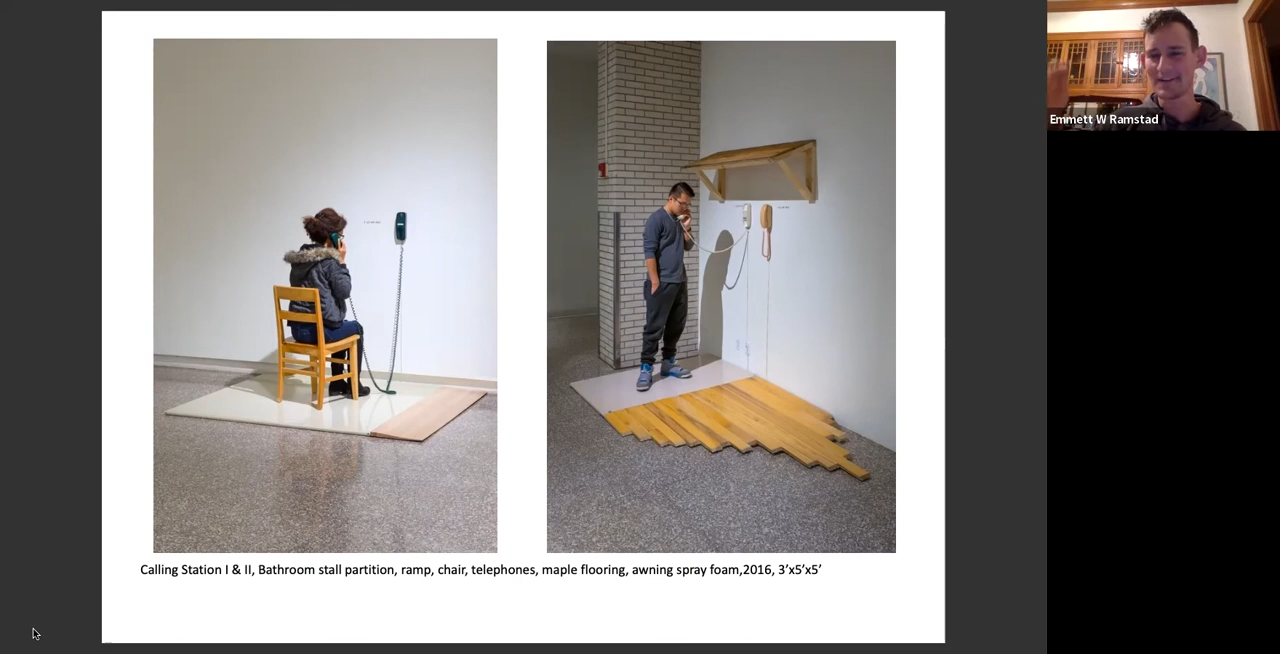 Emmett W Ramstad
Calling Station I & II, Bathroom stall partition, ramp, chair, telephones, maple flooring, awning spray foam,2016, 3’x5’x5’